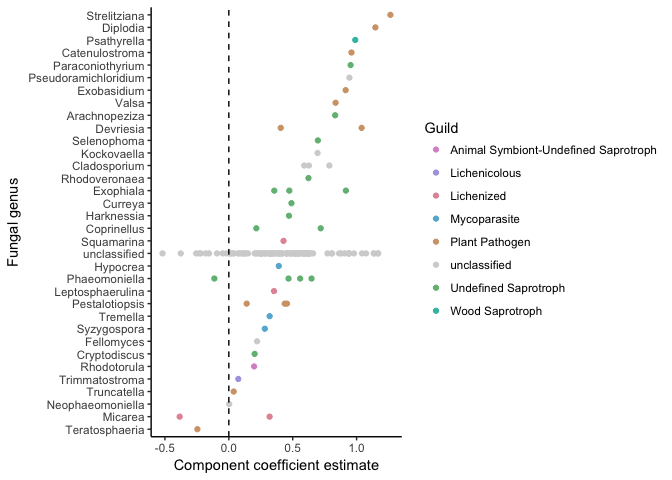 Strelitziana
Diplodia
Psathyrella
Catenulostroma
Paraconiothyrium
Pseudoramichloridium
Exobasidium
Valsa
Arachnopeziza
Devriesia
Selenophoma
Kockovaella
Cladosporium
Rhodoveronaea
Exophiala
Curreya
Harknessia
Coprinellus
Squamarina
unclassified
Hypocrea
Phaeomoniella
Leptosphaerulina
Pestalotiopsis
Tremella
Syzygospora
Fellomyces
Cryptodiscus
Rhodotorula
Trimmatostroma
Truncatella
Neophaeomoniella
Micarea
Teratosphaeria
Fungal genus
-0.5 0.0 0.5 1.0
Component coefficient estimate
Guild
Animal Symbiont-Undefined Saprotroph
Lichenicolous
Lichenized
Mycoparasite
Plant Pathogen
unclassified
Undefined Saprotroph
Wood Saprotroph